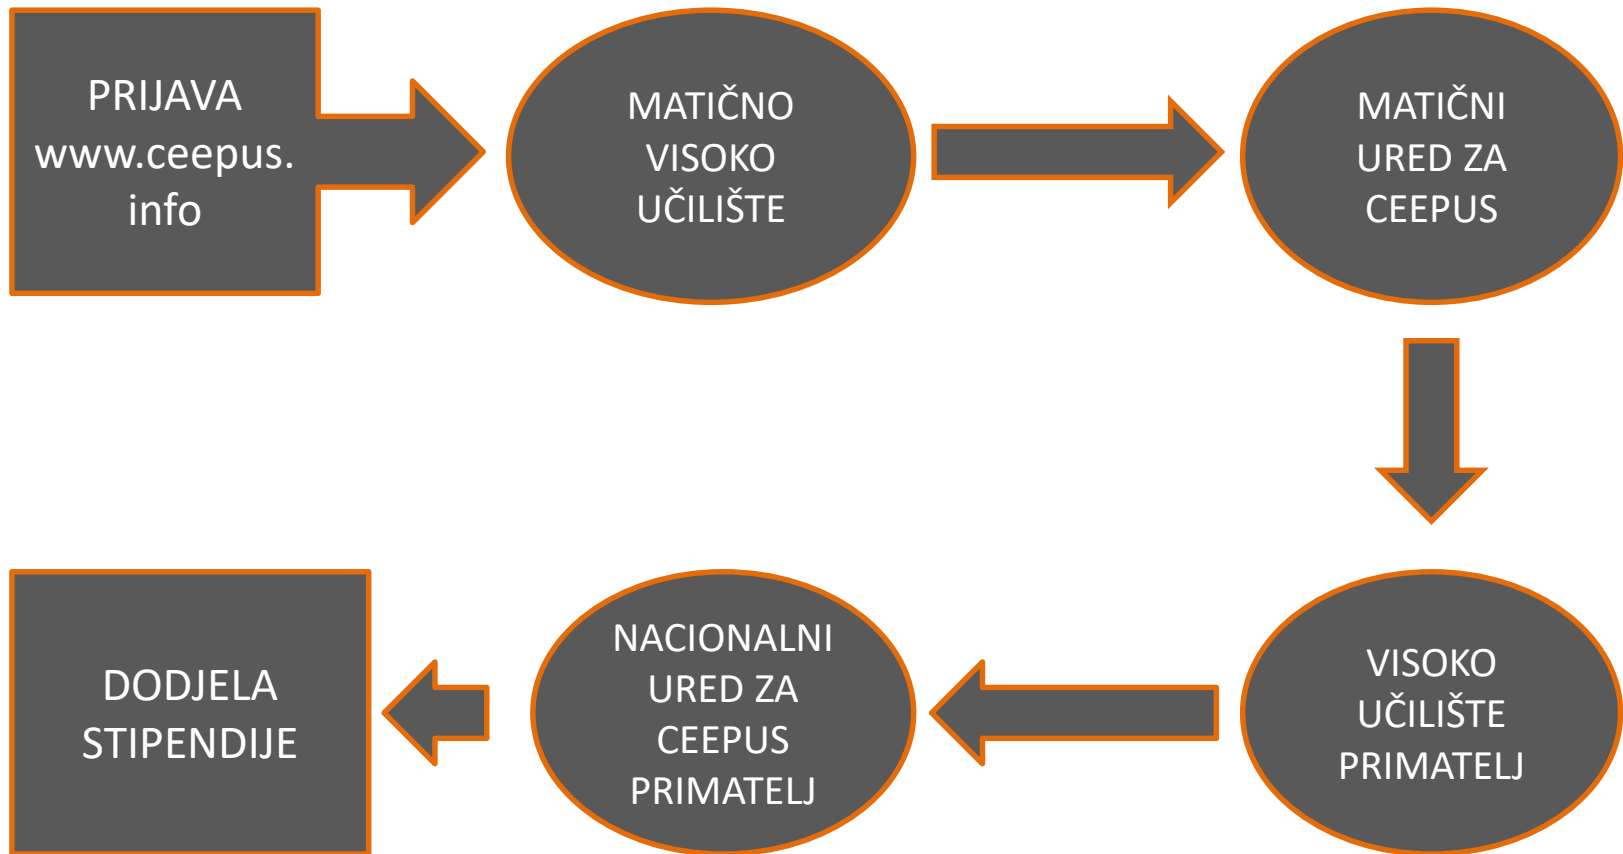 PRIJAVA
www.ceepus.
info
MATIČNO
VISOKO
UČILIŠTE
MATIČNI
URED ZA
CEEPUS
VISOKO
UČILIŠTE
PRIMATELJ
NACIONALNI
URED ZA
CEEPUS
PRIMATELJ
DODJELA
STIPENDIJE